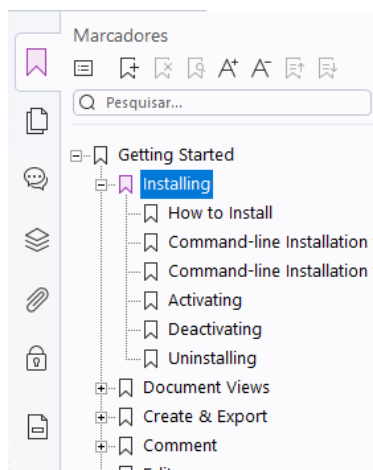 Marcadores
A+ A-
Pesquisar...
Getting Started
Installing
How to Install
Command-line Installation
Command-line Installation
Activating
Deactivating
Uninstalling
Document Views
Create & Export
Comment